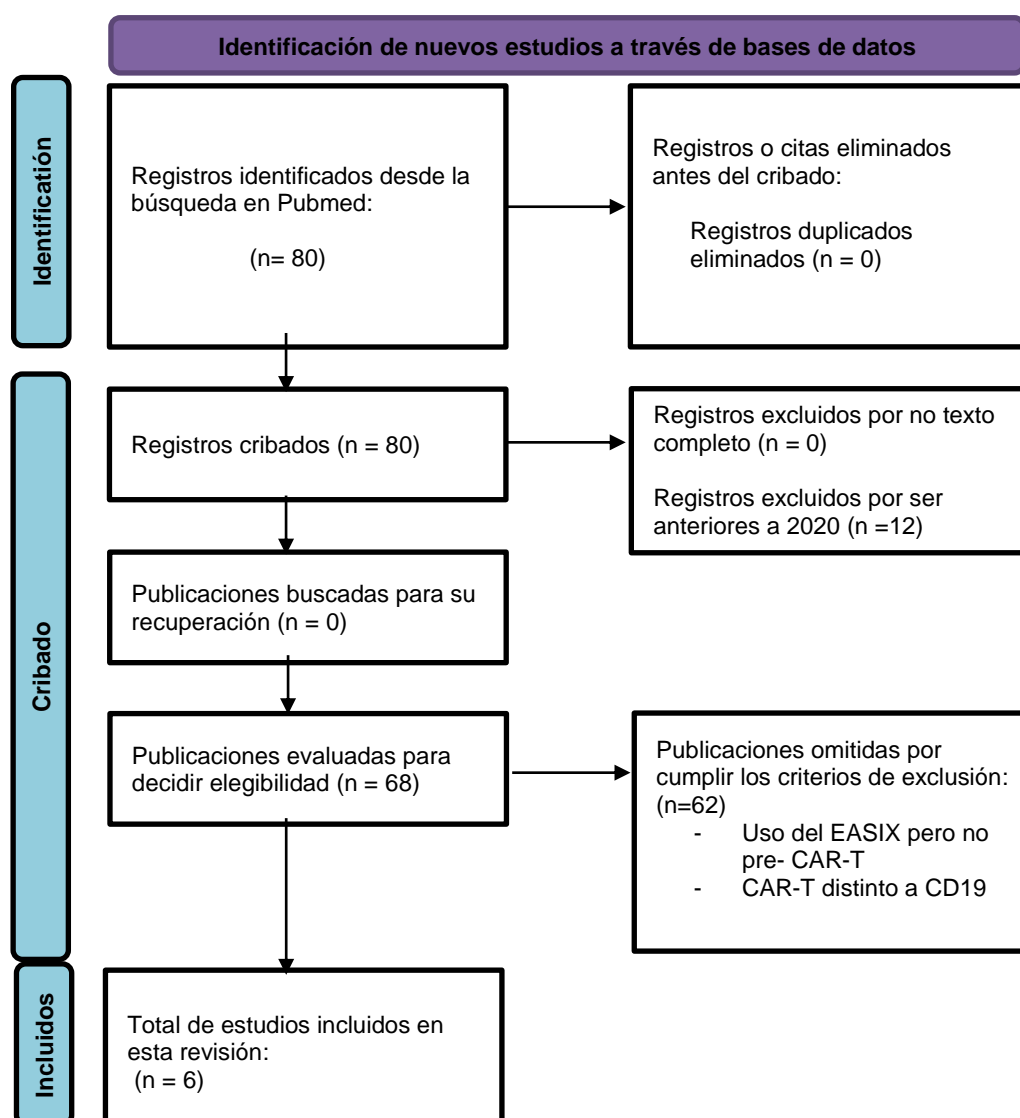 Identificación de nuevos estudios a través de bases de datos
Identificatión
Registros identificados desde la
búsqueda en Pubmed:
(n= 80)
Registros o citas eliminados
antes del cribado:
Registros duplicados
eliminados (n = 0)
Cribado
Registros cribados (n = 80)
Registros excluidos por no texto
completo (n = 0)
Registros excluidos por ser
anteriores a 2020 (n =12)
Publicaciones buscadas para su
recuperación (n = 0)
Publicaciones evaluadas para
decidir elegibilidad (n = 68)
Publicaciones omitidas por
cumplir los criterios de exclusión:
(n=62)
- Uso del EASIX pero no
pre- CAR-T
- CAR-T distinto a CD19
Incluidos
Total de estudios incluidos en
esta revisión:
(n = 6)